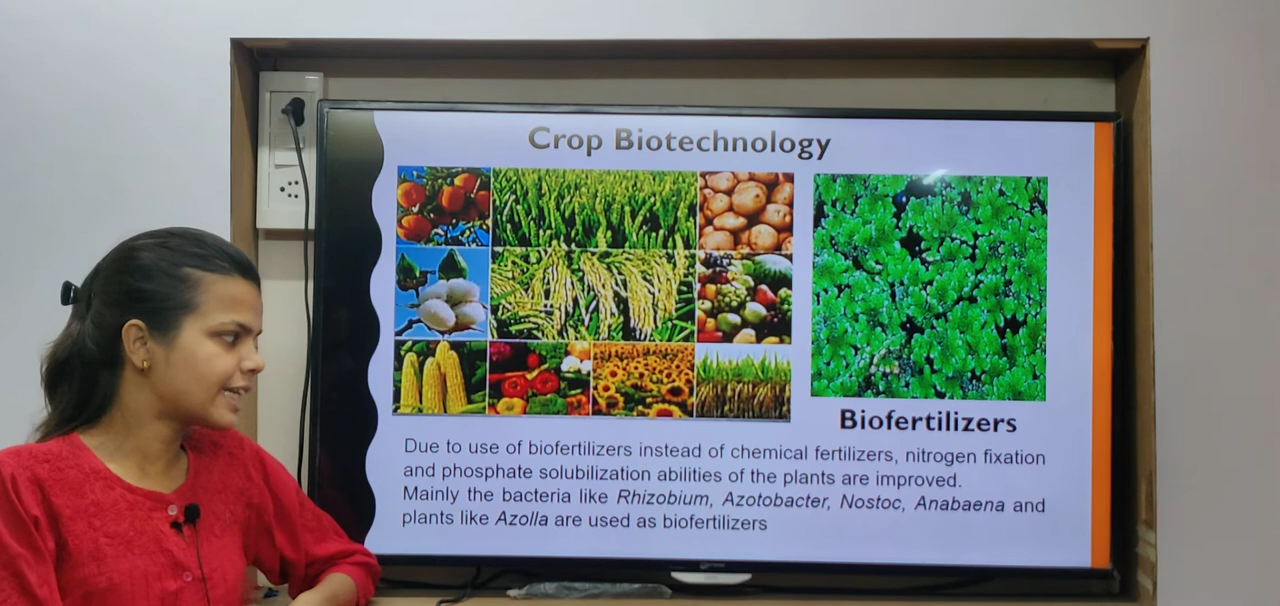 Crop Biotechnology
Biofertilizers
Due to use of biofertilizers instead of chemical fertilizers, nitrogen fixation
and phosphate solubilization abilities of the plants are improved.
Mainly the bacteria like Rhizobium, Azotobacter, Nostoc, Anabaena and
plants like Azolla are used as biofertilizers